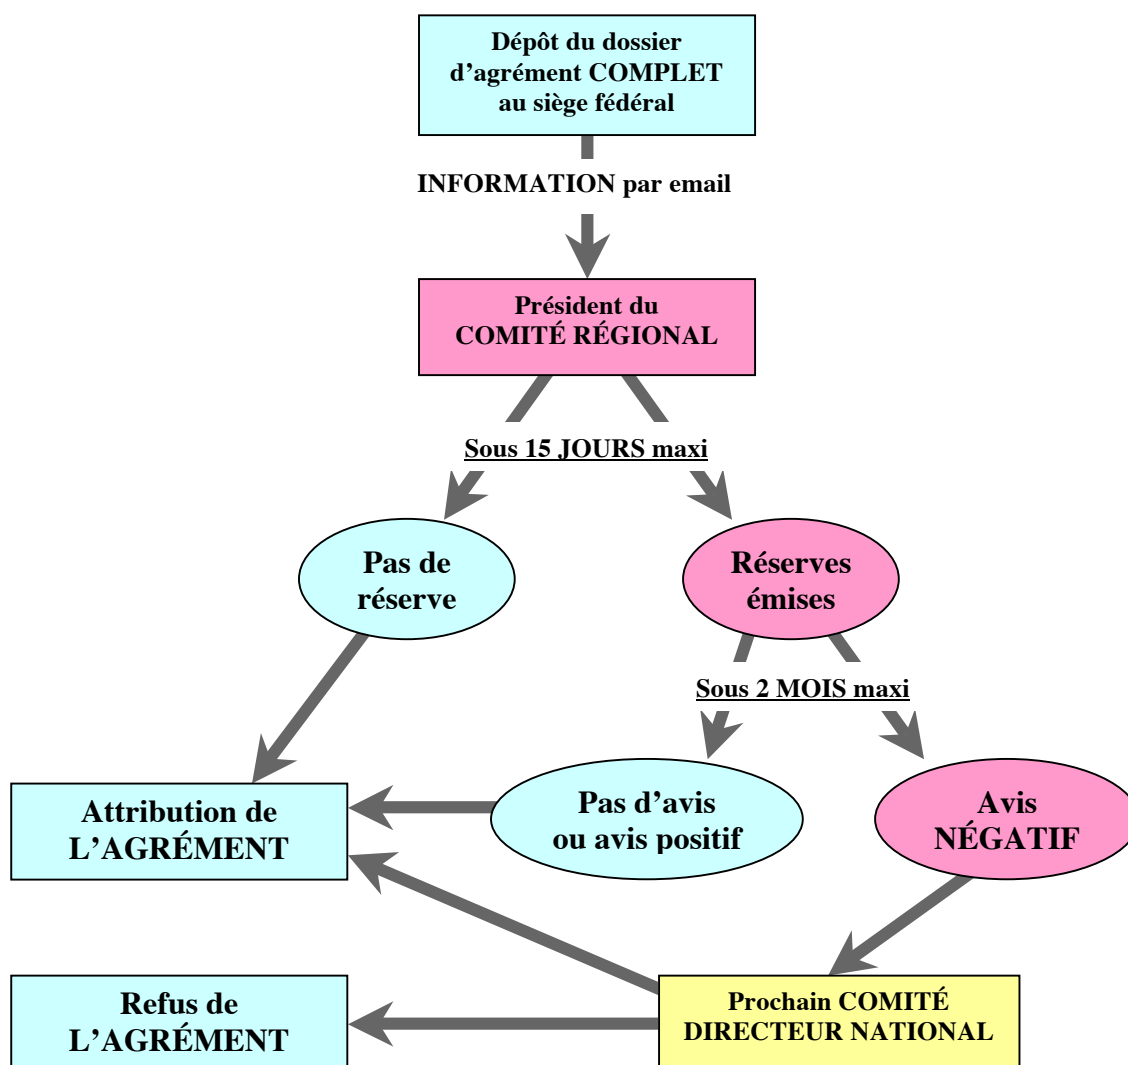 Dépôt du dossier
d’agrément COMPLET
au siège fédéral
INFORMATION par email
Président du
COMITÉ RÉGIONAL
Sous 15 JOURS maxi
Pas de
réserve
Réserves
émises
Sous 2 MOIS maxi
Attribution de
L’AGRÉMENT
Pas d’avis
ou avis positif
Avis
NÉGATIF
Refus de
L’AGRÉMENT
Prochain COMITÉ
DIRECTEUR NATIONAL